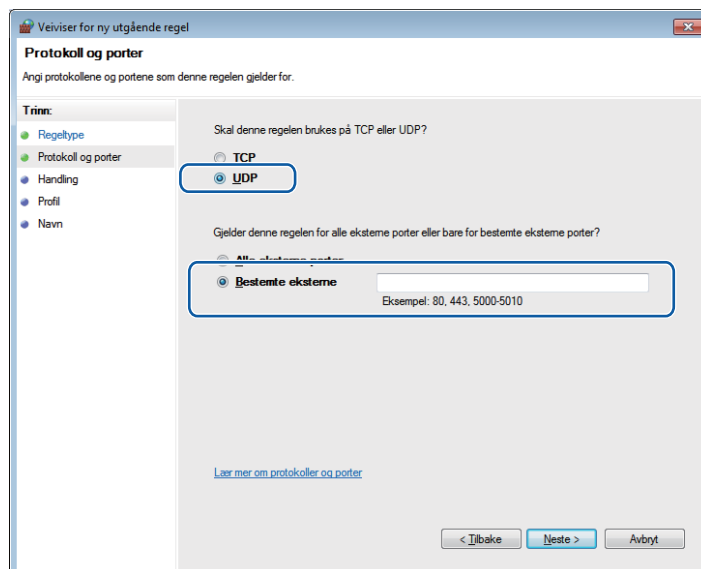 Veiviser for ny utgående regel
Protokoll og porter
Angi protokollene og portene som denne regelen gjelder for.
Trinn:
Regeltype
Protokoll og porter
Handling
Profil
Navn
Skal denne regelen brukes på TCP eller UDP?
TCP
UDP
Gjelder denne regelen for alle eksterne porter eller bare for bestemte eksterne porter?
Alle eksterne porter
Bestemte eksterne
Eksempel: 80, 443, 5000-5010
Lær mer om protokoller og porter
< Tilbake
Neste >
Avbryt